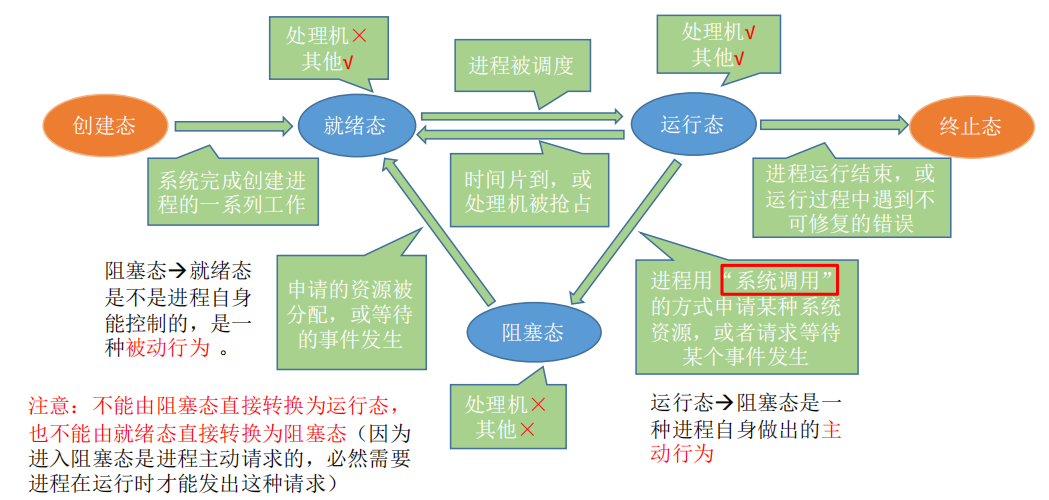 处理机×
其他√
进程被调度
处理机√
其他√
创建态
就绪态
运行态
终止态
系统完成创建进
程的一系列工作
时间片到，或
处理机被抢占
进程运行结束，或
运行过程中遇到不
可修复的错误
阻塞态→就绪态
是不是进程自身
能控制的，是一
种被动行为 。
申请的资源被
分配，或等待
的事件发生
阻塞态
进程用“系统调用”
的方式申请某种系统
资源，或者请求等待
某个事件发生
处理机×
其他×
运行态→阻塞态是一
种进程自身做出的主
动行为
注意：不能由阻塞态直接转换为运行态，
也不能由就绪态直接转换为阻塞态（因为
进入阻塞态是进程主动请求的，必然需要
进程在运行时才能发出这种请求）